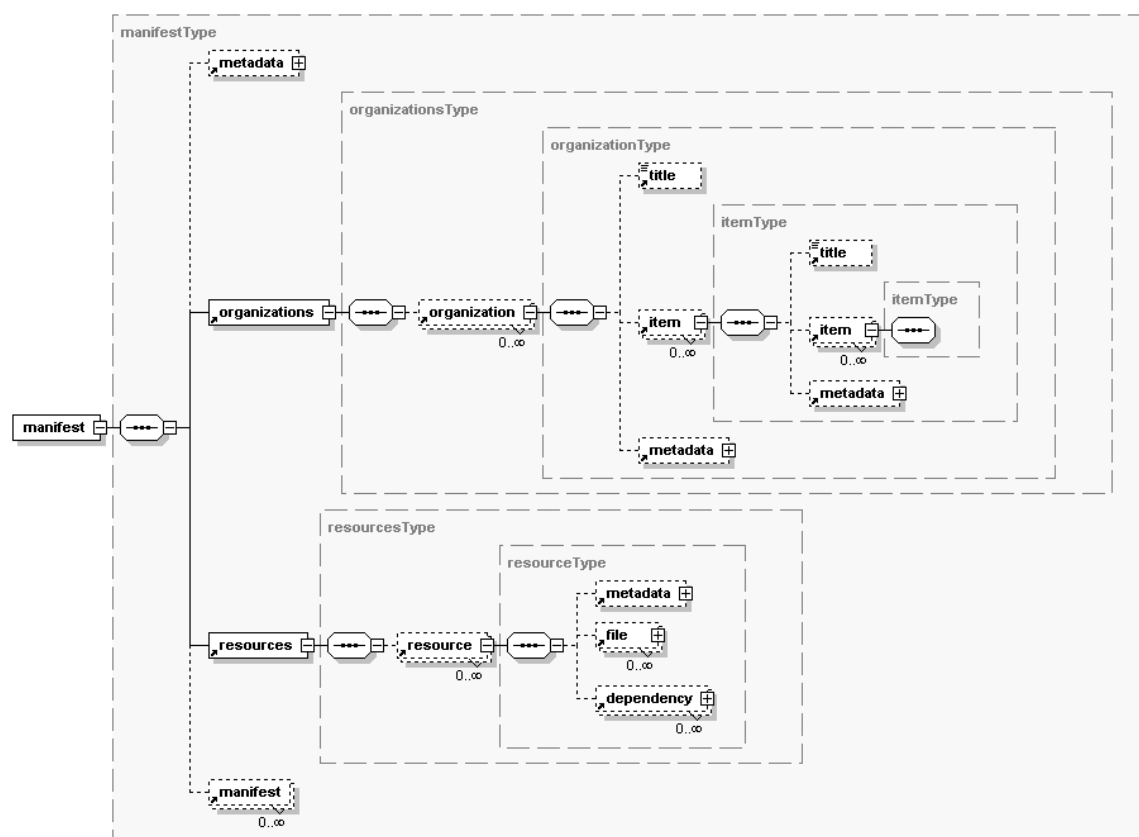 manifestType
metadata
organizationsType
organizationType
title
itemType
title
itemType
organizations
organization
0..∞
item
0..∞
item
0..∞
metadata
manifest
metadata
resourcesType
resourceType
metadata
file
0..∞
resources
resource
0..∞
dependency
0..∞
manifest
0..∞